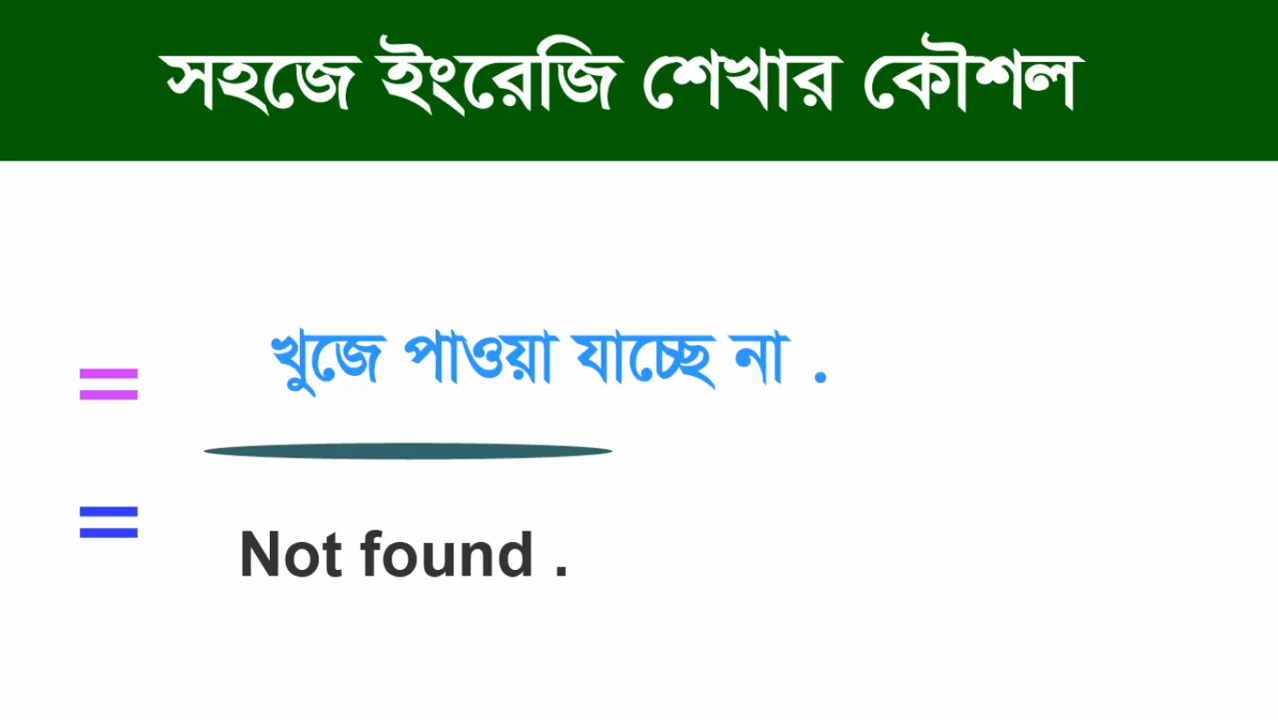 সহজে ইংরেজি শেখার কৌশল
= খুজে পাওয়া যাচ্ছে না .
= Not found .